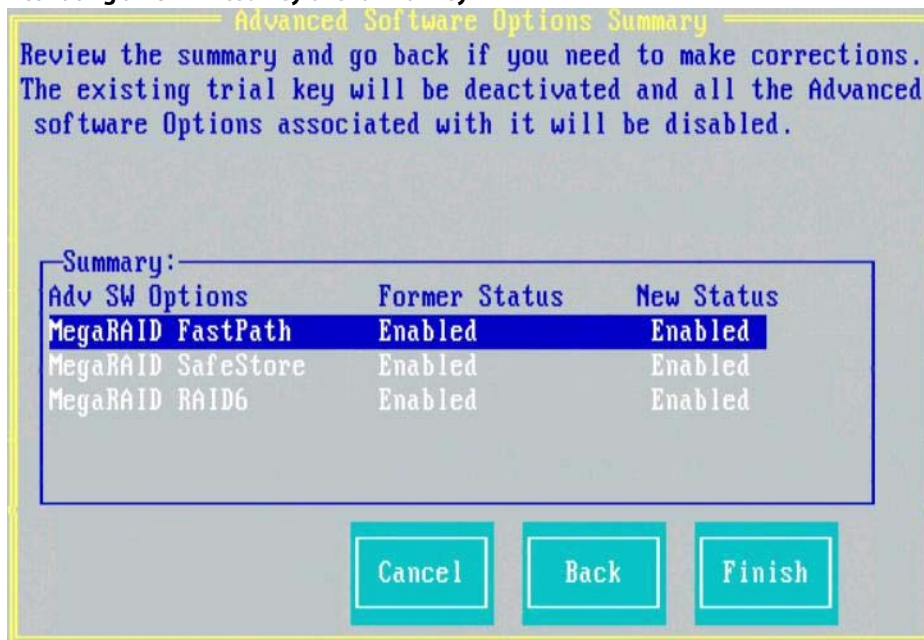 Advanced Software Options Summary
Review the summary and go back if you need to make corrections.
The existing trial key will be deactivated and all the Advanced
software Options associated with it will be disabled.
Summary:
Adv SW Options Former Status New Status
MegaRAID FastPath Enabled Enabled
MegaRAID SafeStore Enabled Enabled
MegaRAID RAID6 Enabled Enabled
Cancel Back Finish